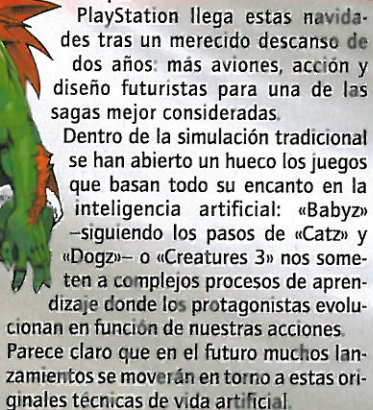 PlayStation llega estas navida-
des tras un merecido descanso de
dos años: más aviones, acción y
diseño futuristas para una de las
sagas mejor consideradas.
Dentro de la simulación tradicional
se han abierto un hueco los juegos
que basan todo su encanto en la
inteligencia artificial: «Babyz»
–siguiendo los pasos de «Catz» y
«Dogz»– o «Creatures 3» nos some-
ten a complejos procesos de apren-
dizaje donde los protagonistas evolu-
cionan en función de nuestras acciones.
Parece claro que en el futuro muchos lan-
zamientos se moverán en torno a estas ori-
ginales técnicas de vida artificial.